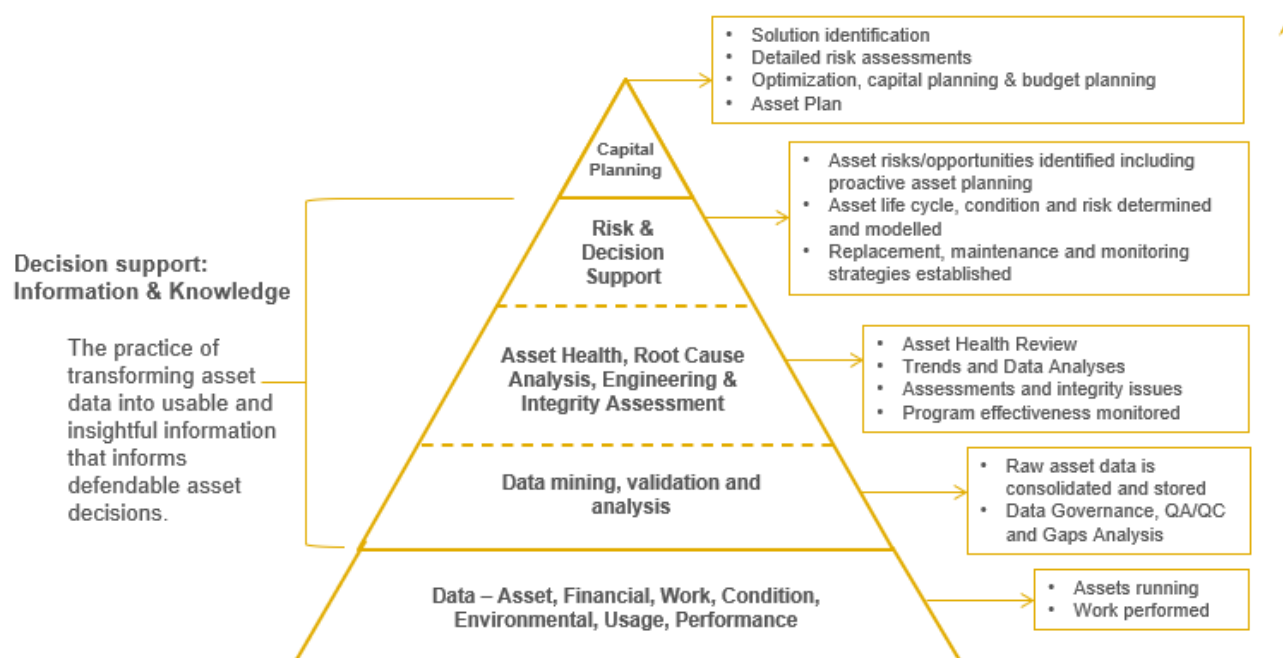 • Solution identification
• Detailed risk assessments
• Optimization, capital planning & budget planning
• Asset Plan
Capital
Planning
• Asset risks/opportunities identified including
proactive asset planning
• Asset life cycle, condition and risk determined
and modelled
• Replacement, maintenance and monitoring
strategies established
Risk &
Decision
Support
Decision support:
Information & Knowledge
The practice of
transforming asset
data into usable and
insightful information
that informs
defendable asset
decisions.
Asset Health, Root Cause
Analysis, Engineering &
Integrity Assessment
• Asset Health Review
• Trends and Data Analyses
• Assessments and integrity issues
• Program effectiveness monitored
Data mining, validation and
analysis
• Raw asset data is
consolidated and stored
• Data Governance, QA/QC
and Gaps Analysis
Data – Asset, Financial, Work, Condition,
Environmental, Usage, Performance
• Assets running
• Work performed